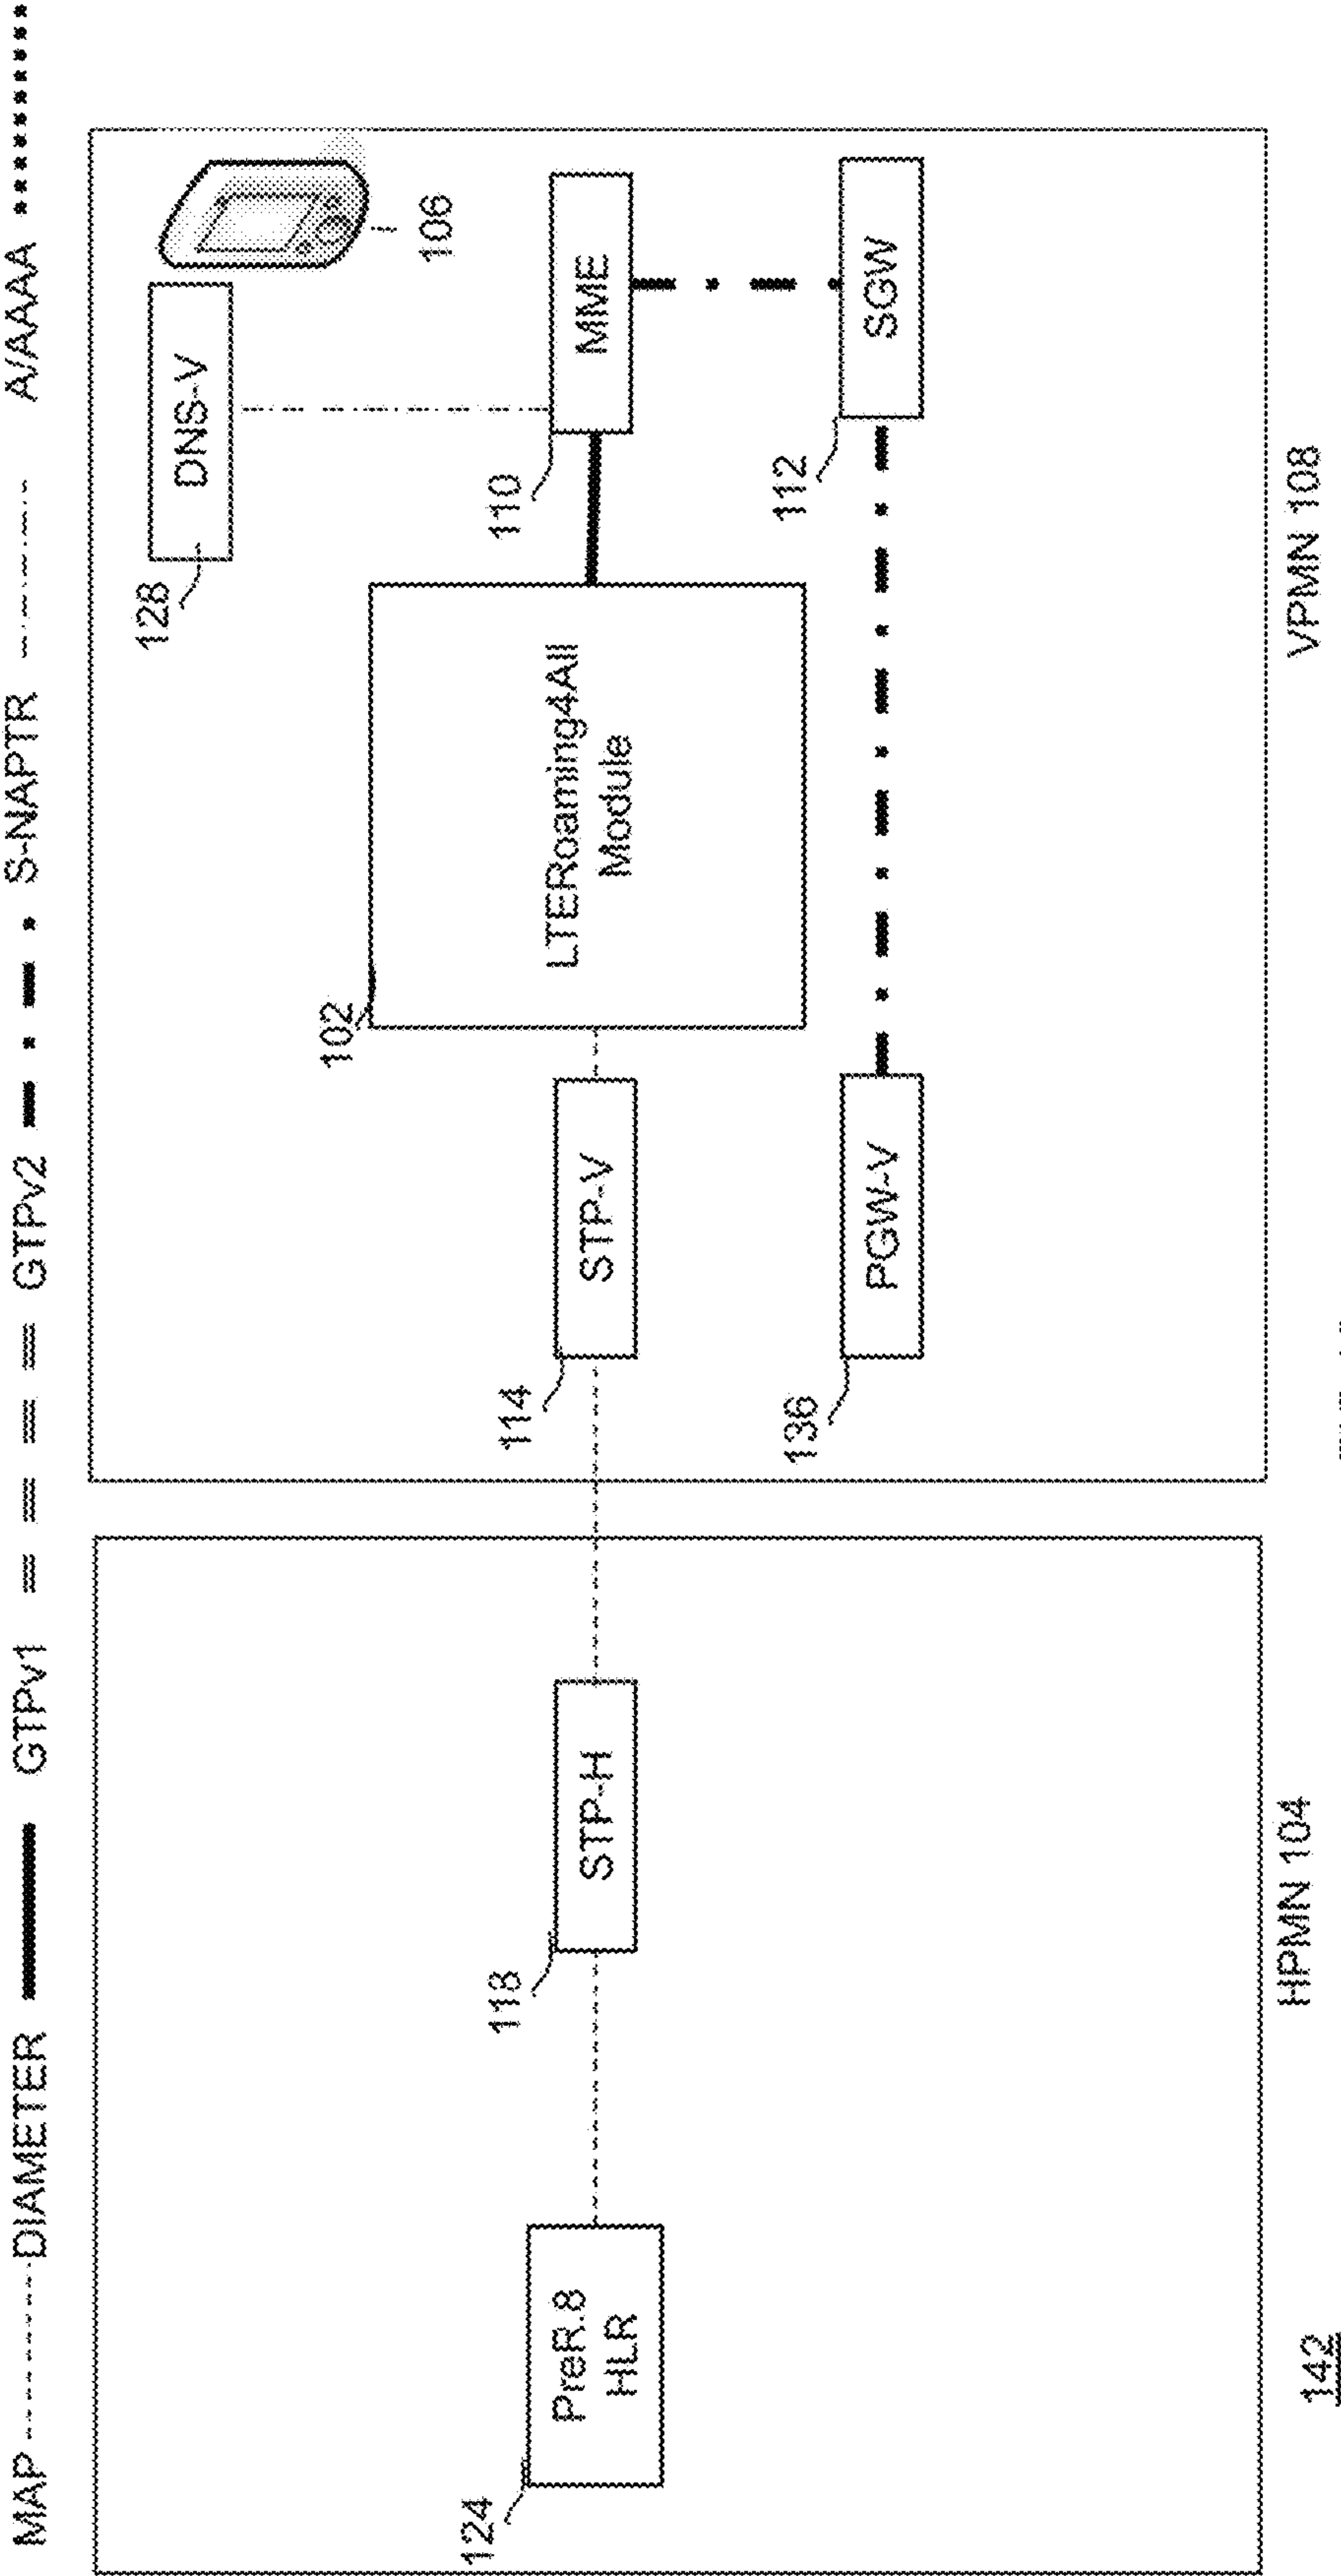 MAP DIAMETER GTPv1 GTPv2 S-NAPTR A/AAAA
124
PreR.8
HLR
118
STP-H
114
STP-V
102
LTERoaming4All
Module
128
DNS-V
106
110
MME
112
SGW
136
PGW-V
HPMN 104
VPMN 108
142